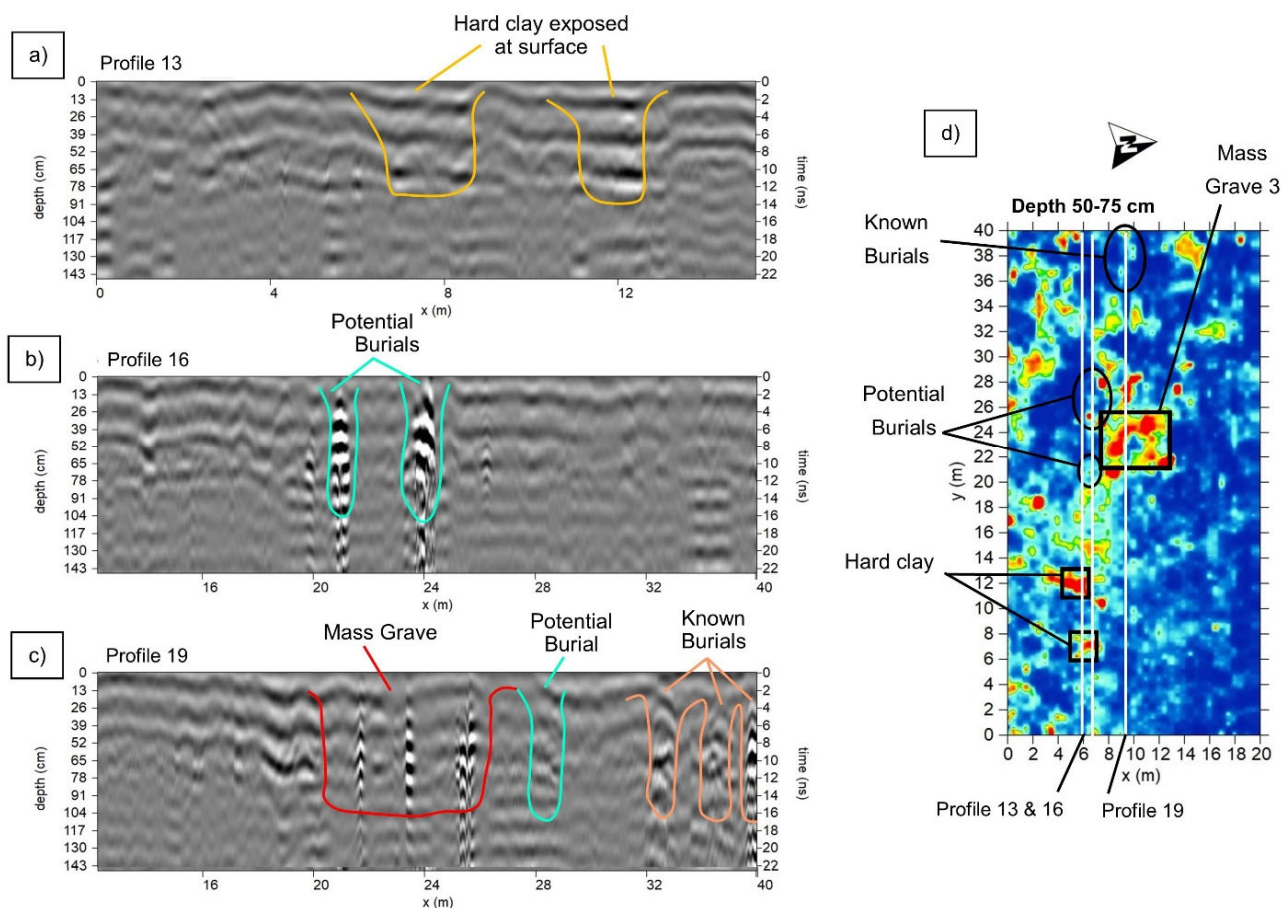 a)
Profile 13
Hard clay exposed
at surface
0
13
26
39
52
65
78
91
104
117
130
143
depth (cm)
0
2
4
6
8
10
12
14
16
18
20
22
time (ns)
0
4
8
12
x (m)
b)
Profile 16
Potential
Burials
0
13
26
39
52
65
78
91
104
117
130
143
depth (cm)
0
2
4
6
8
10
12
14
16
18
20
22
time (ns)
16
20
24
28
32
36
40
x (m)
c)
Profile 19
Mass Grave
Potential
Burial
Known
Burials
0
13
26
39
52
65
78
91
104
117
130
143
depth (cm)
0
2
4
6
8
10
12
14
16
18
20
22
time (ns)
16
20
24
28
32
36
40
x (m)
d)
N
Mass
Grave 3
Depth 50-75 cm
Known
Burials
Potential
Burials
Hard clay
40
38
36
34
32
30
28
26
24
22
20
18
16
14
12
10
8
6
4
2
0
y (m)
0 2 4 6 8 10 12 14 16 18 20
x (m)
Profile 13 & 16
Profile 19